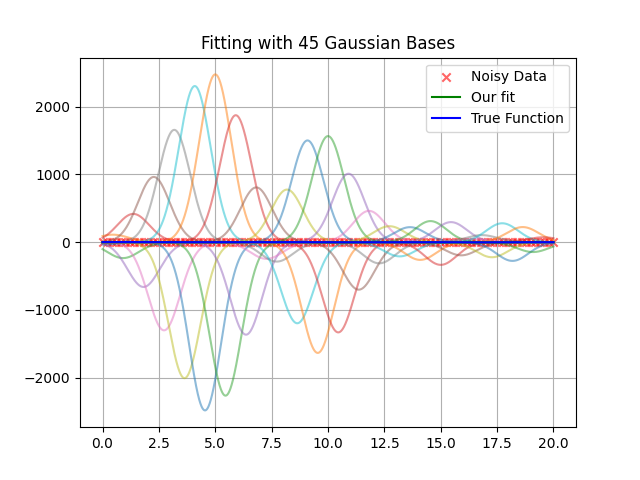 Fitting with 45 Gaussian Bases
Noisy Data
Our fit
True Function
2000
1000
0
−1000
−2000
0.0 2.5 5.0 7.5 10.0 12.5 15.0 17.5 20.0